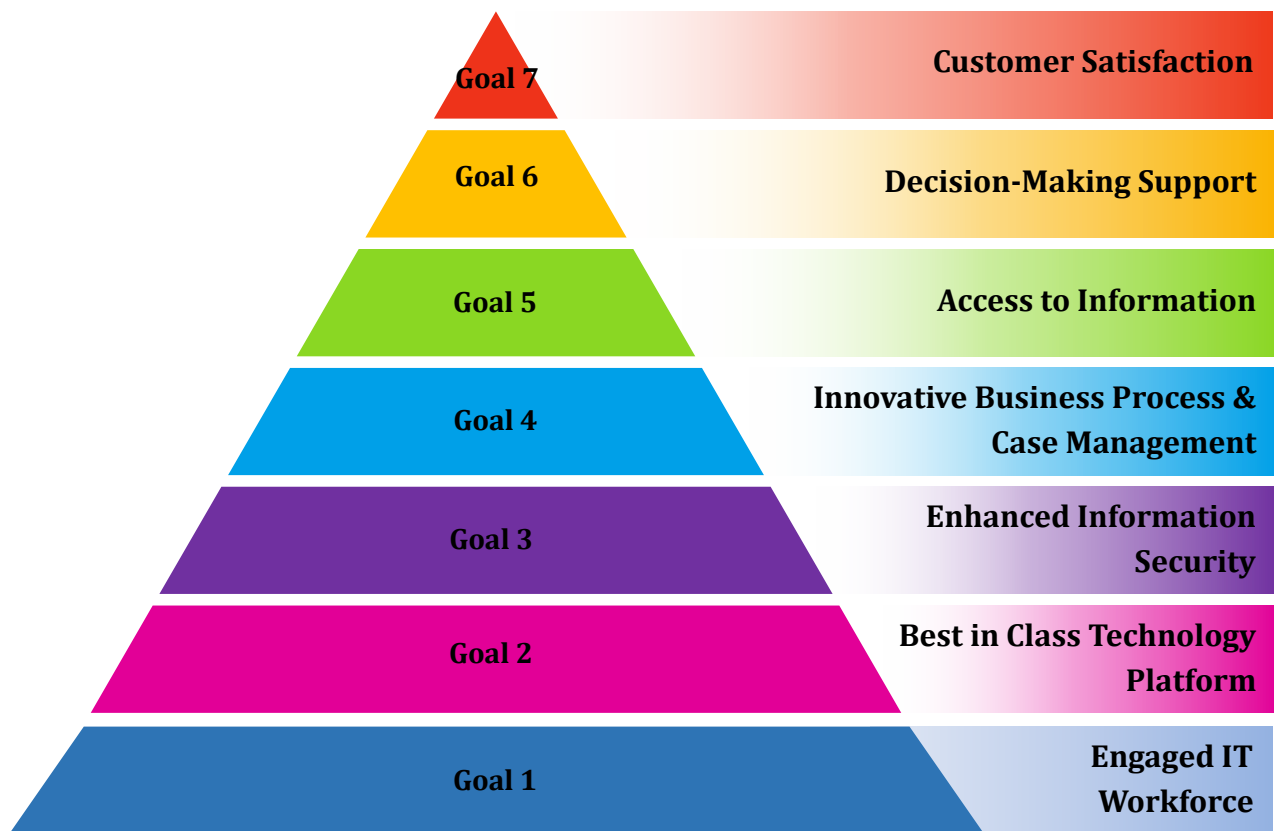 Goal 7
Customer Satisfaction
Goal 6
Decision-Making Support
Goal 5
Access to Information
Goal 4
Innovative Business Process &
Case Management
Goal 3
Enhanced Information
Security
Goal 2
Best in Class Technology
Platform
Goal 1
Engaged IT
Workforce